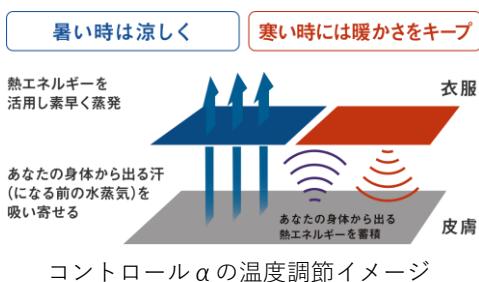 暑い時は涼しく
寒い時には暖かさをキープ
熱エネルギーを
活用し素早く蒸発
衣服
あなたの身体から出る汗
(になる前の水蒸気)を
吸い寄せる
あなたの身体から出る
熱エネルギーを蓄積
皮膚
コントロールαの温度調節イメージ